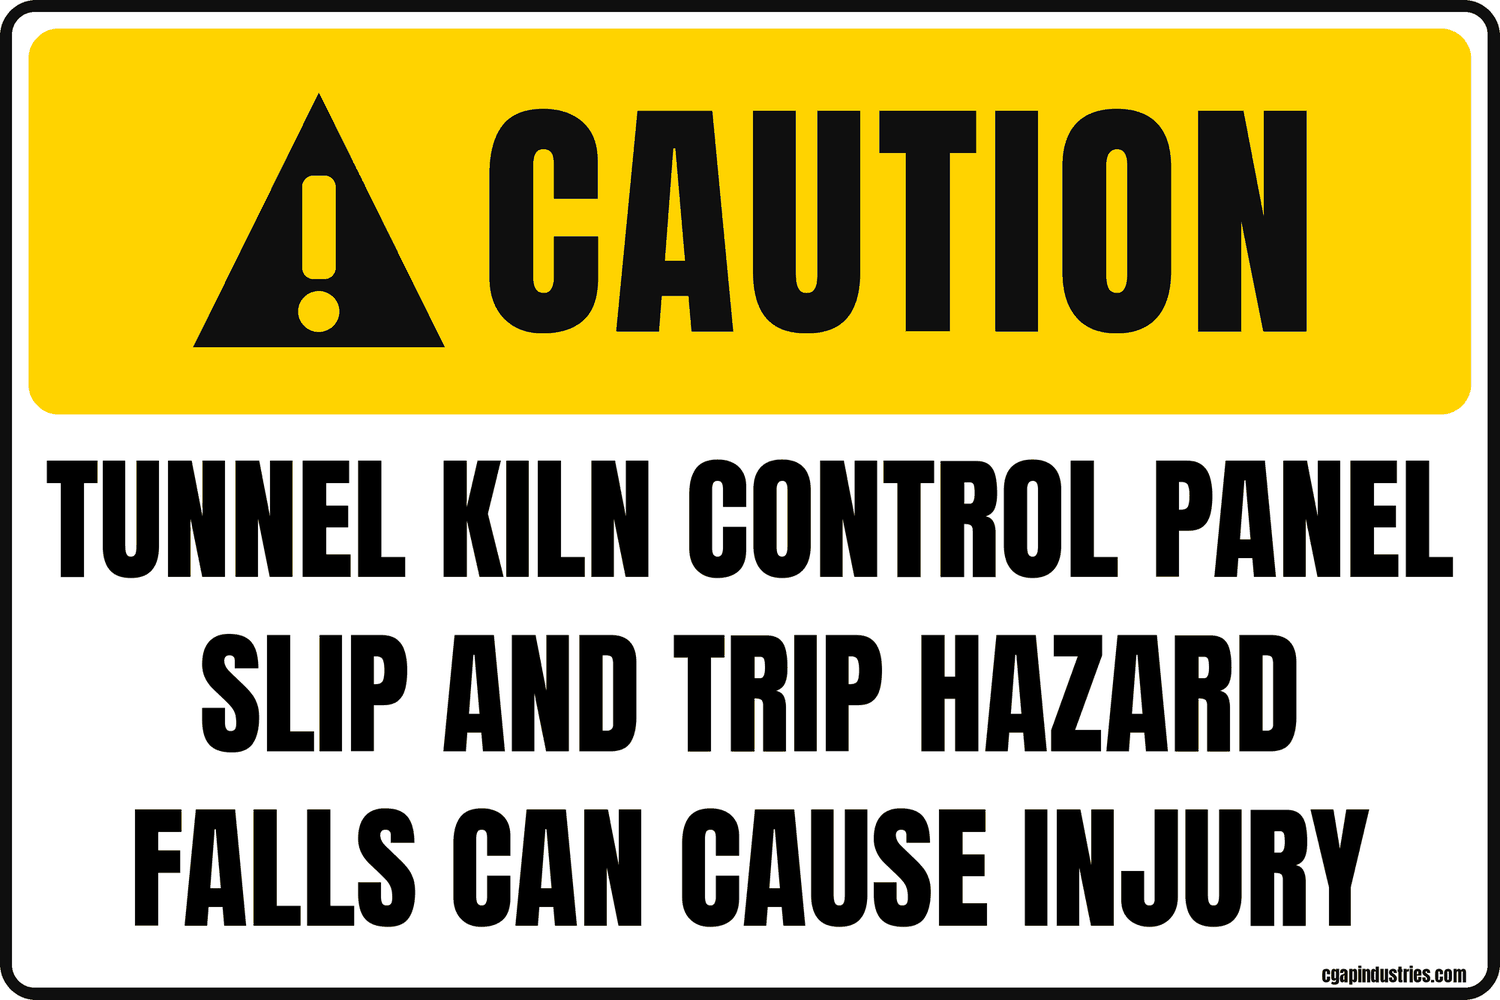 CAUTION
TUNNEL KILN CONTROL PANEL
SLIP AND TRIP HAZARD
FALLS CAN CAUSE INJURY
cgapindustries.com